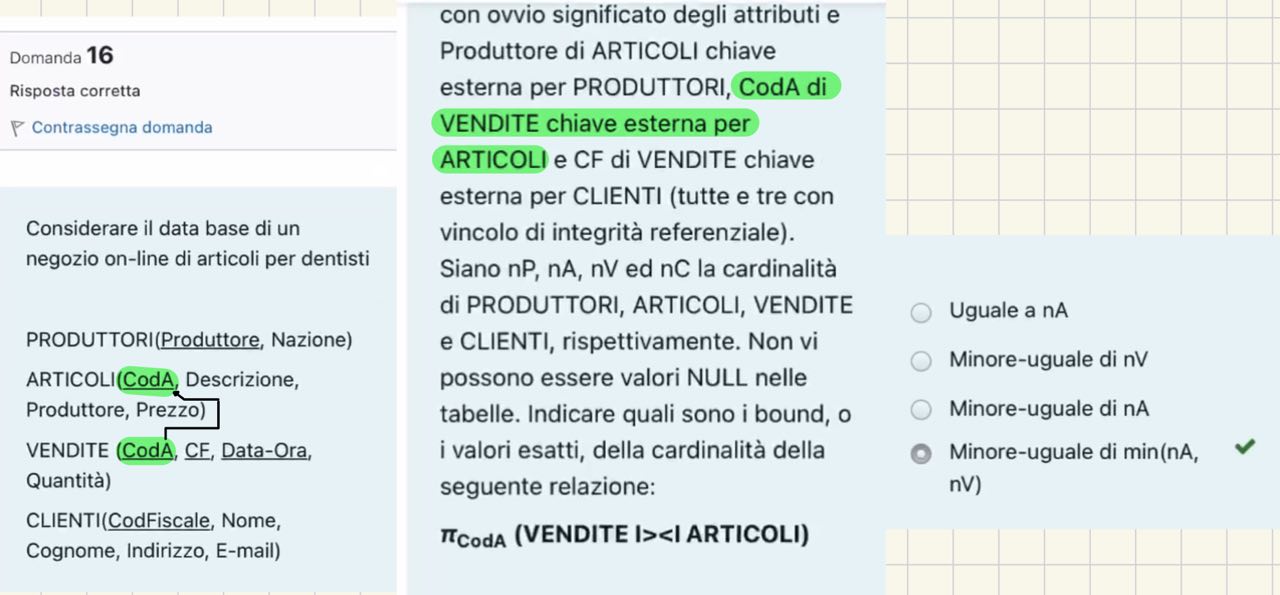 Domanda 16
Risposta corretta
Contrassegna domanda
Considerare il data base di un
negozio on-line di articoli per dentisti
PRODUTTORI(Produttore, Nazione)
ARTICOLI(CodA, Descrizione,
Produttore, Prezzo)
VENDITE (CodA, CF, Data-Ora,
Quantità)
CLIENTI(CodFiscale, Nome,
Cognome, Indirizzo, E-mail)
con ovvio significato degli attributi e
Produttore di ARTICOLI chiave
esterna per PRODUTTORI, CodA di
VENDITE chiave esterna per
ARTICOLI e CF di VENDITE chiave
esterna per CLIENTI (tutte e tre con
vincolo di integrità referenziale).
Siano nP, nA, nV ed nC la cardinalità
di PRODUTTORI, ARTICOLI, VENDITE
e CLIENTI, rispettivamente. Non vi
possono essere valori NULL nelle
tabelle. Indicare quali sono i bound, o
i valori esatti, della cardinalità della
seguente relazione:
πCodA (VENDITE I><I ARTICOLI)
Uguale a nA
Minore-uguale di nV
Minore-uguale di nA
Minore-uguale di min(nA,
nV)